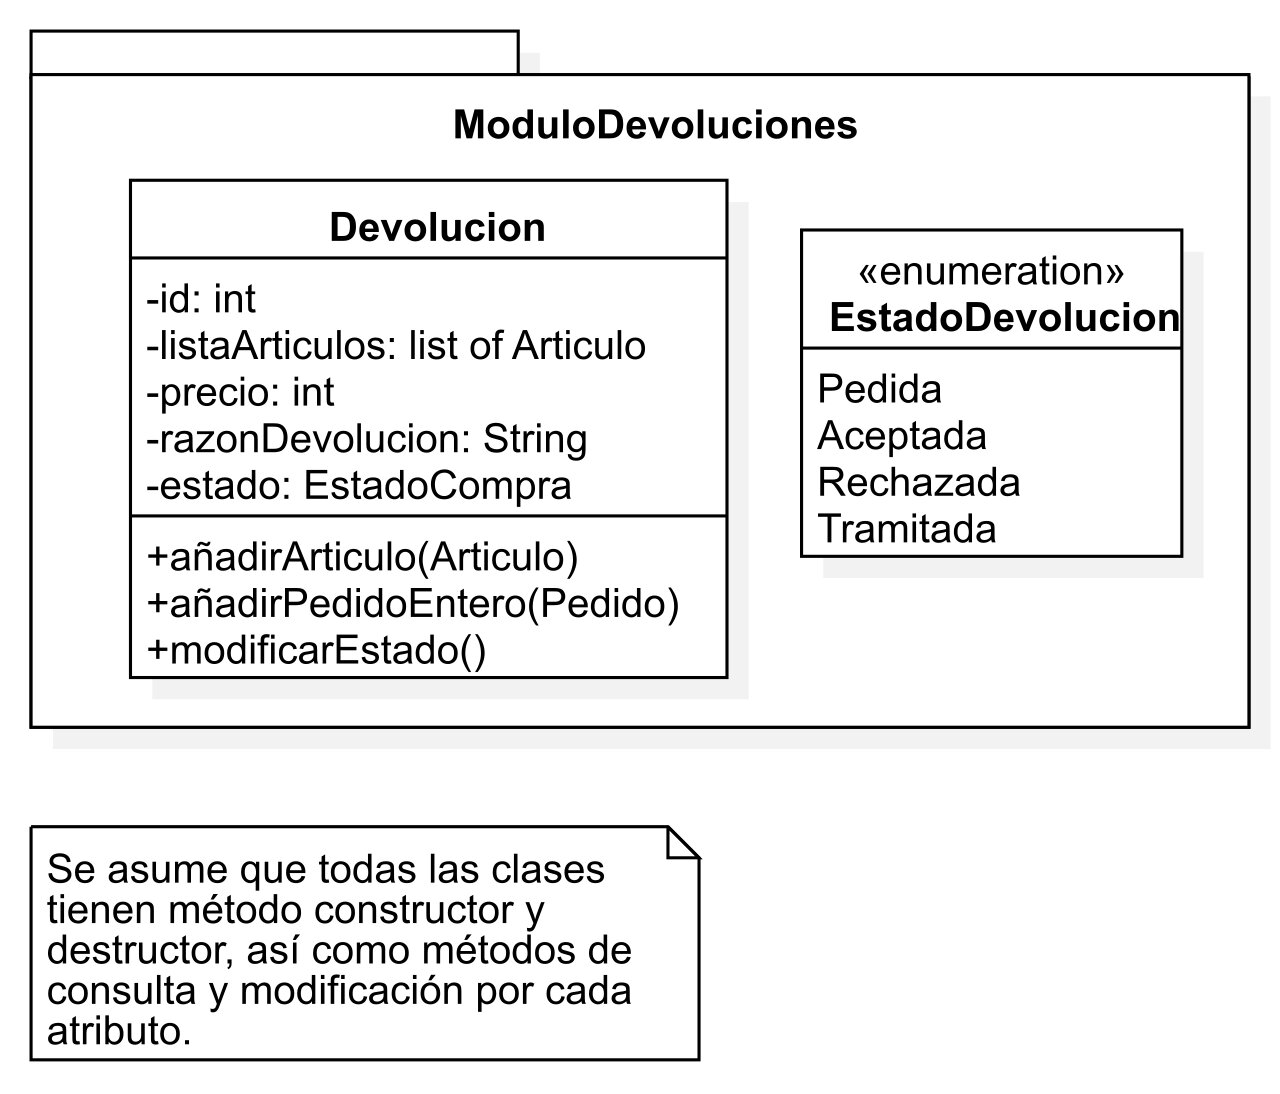 ModuloDevoluciones
Devolucion
-id: int
-listaArticulos: list of Articulo
-precio: int
-razonDevolucion: String
-estado: EstadoCompra
+añadirArticulo(Articulo)
+añadirPedidoEntero(Pedido)
+modificarEstado()
«enumeration»
EstadoDevolucion
Pedida
Aceptada
Rechazada
Tramitada
Se asume que todas las clases
tienen método constructor y
destructor, así como métodos de
consulta y modificación por cada
atributo.